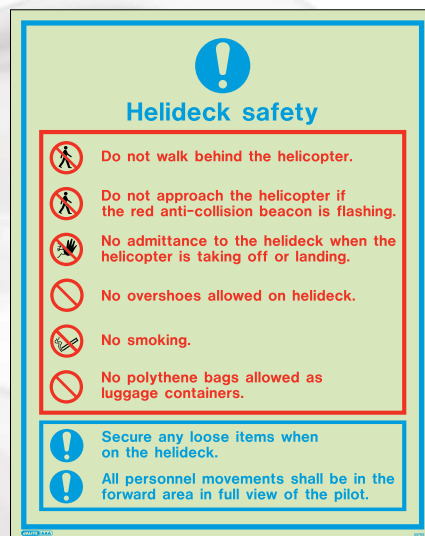 Helideck safety
Do not walk behind the helicopter.
Do not approach the helicopter if
the red anti-collision beacon is flashing.
No admittance to the helideck when the
helicopter is taking off or landing.
No overshoes allowed on helideck.
No smoking.
No polythene bags allowed as
luggage containers.
Secure any loose items when
on the helideck.
All personnel movements shall be in the
forward area in full view of the pilot.
JALITE AAA